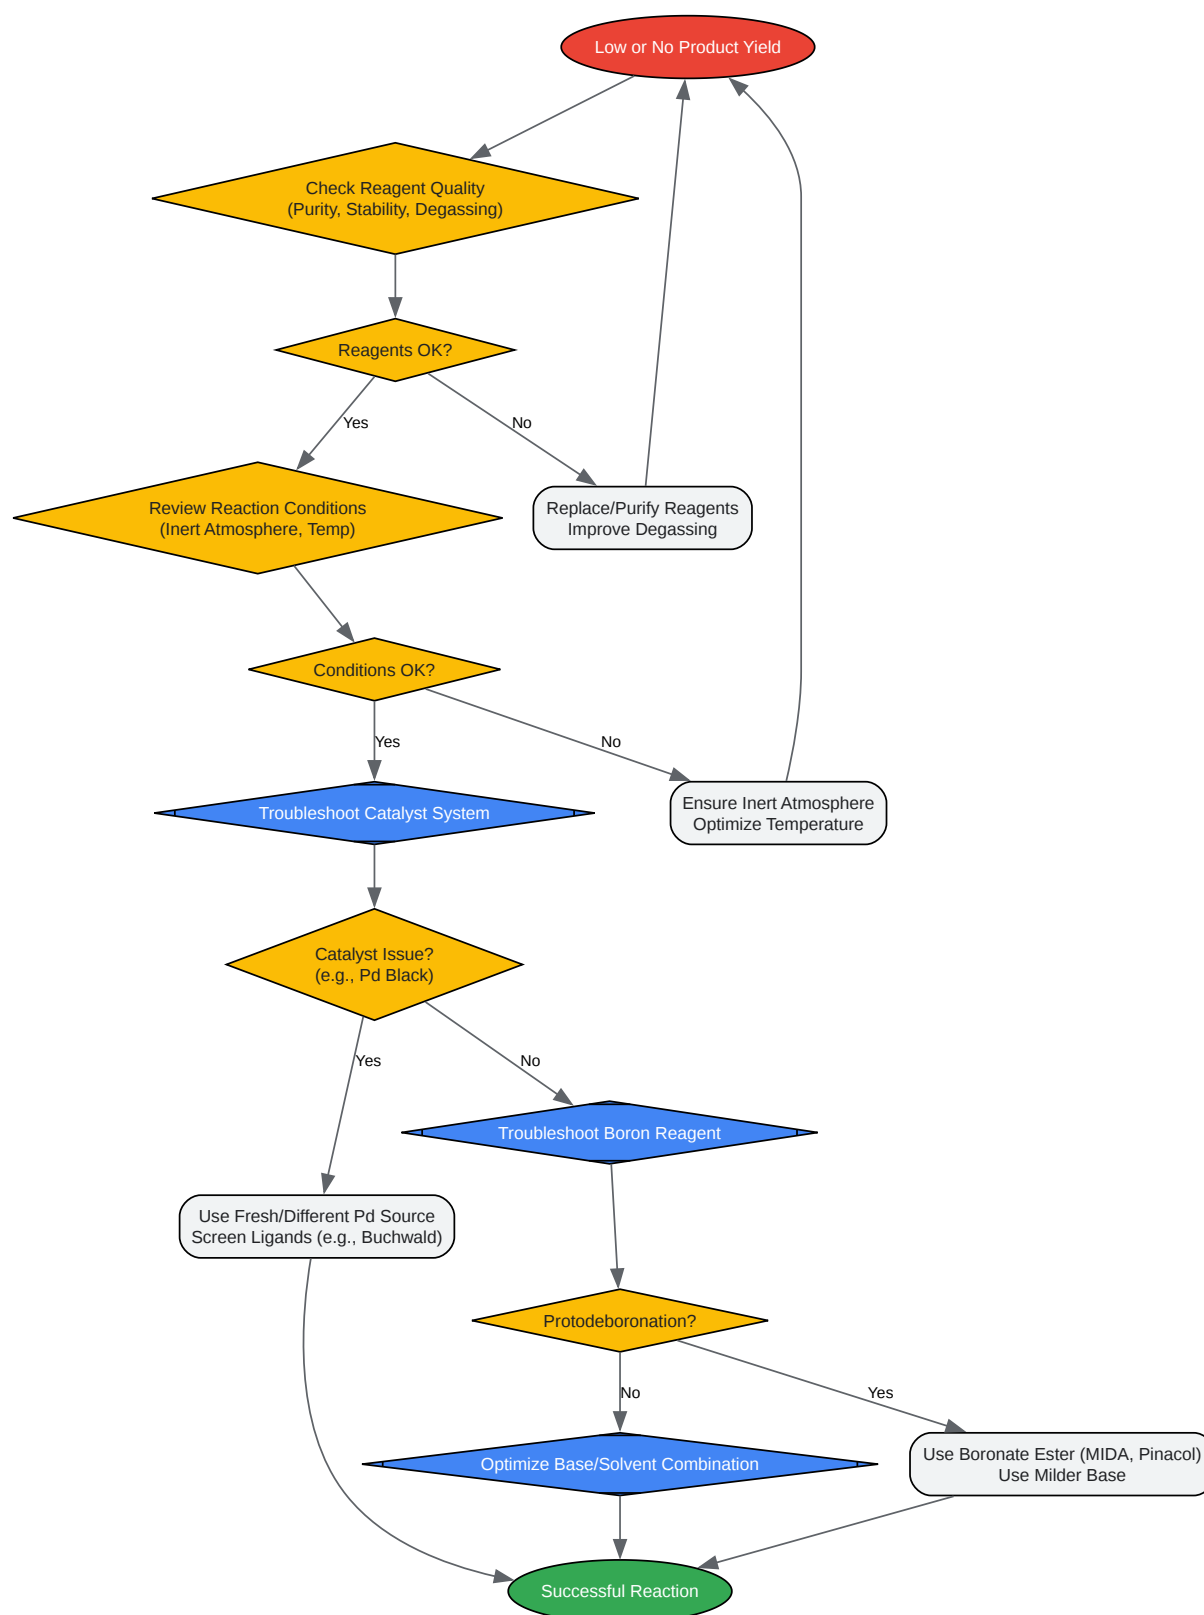 Low or No Product Yield
Check Reagent Quality
(Purity, Stability, Degassing)
Reagents OK?
Yes
No
Review Reaction Conditions
(Inert Atmosphere, Temp)
Replace/Purify Reagents
Improve Degassing
Conditions OK?
Yes
No
Troubleshoot Catalyst System
Ensure Inert Atmosphere
Optimize Temperature
Catalyst Issue?
(e.g., Pd Black)
Yes
No
Troubleshoot Boron Reagent
Use Fresh/Different Pd Source
Screen Ligands (e.g., Buchwald)
Protodeboronation?
No
Yes
Optimize Base/Solvent Combination
Use Boronate Ester (MIDA, Pinacol)
Use Milder Base
Successful Reaction